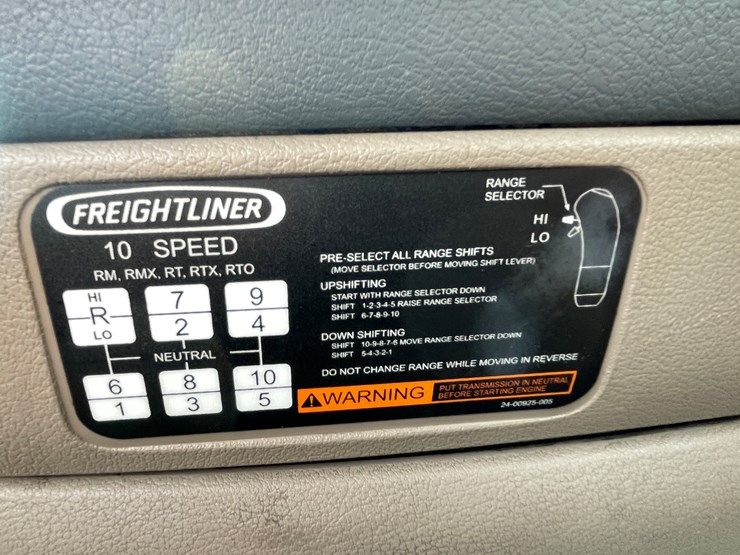 FREIGHTLINER
10 SPEED
RM, RMX, RT, RTX, RTO
HI
R
LO
7
2
9
4
NEUTRAL
6
1
8
3
10
5
RANGE
SELECTOR
HI
LO
PRE-SELECT ALL RANGE SHIFTS
(MOVE SELECTOR BEFORE MOVING SHIFT LEVER)
UPSHIFTING
START WITH RANGE SELECTOR DOWN
SHIFT 1-2-3-4-5 RAISE RANGE SELECTOR
SHIFT 6-7-8-9-10
DOWN SHIFTING
SHIFT 10-9-8-7-6 MOVE RANGE SELECTOR DOWN
SHIFT 5-4-3-2-1
DO NOT CHANGE RANGE WHILE MOVING IN REVERSE
WARNING
PUT TRANSMISSION IN NEUTRAL
BEFORE STARTING ENGINE
24-00925-005